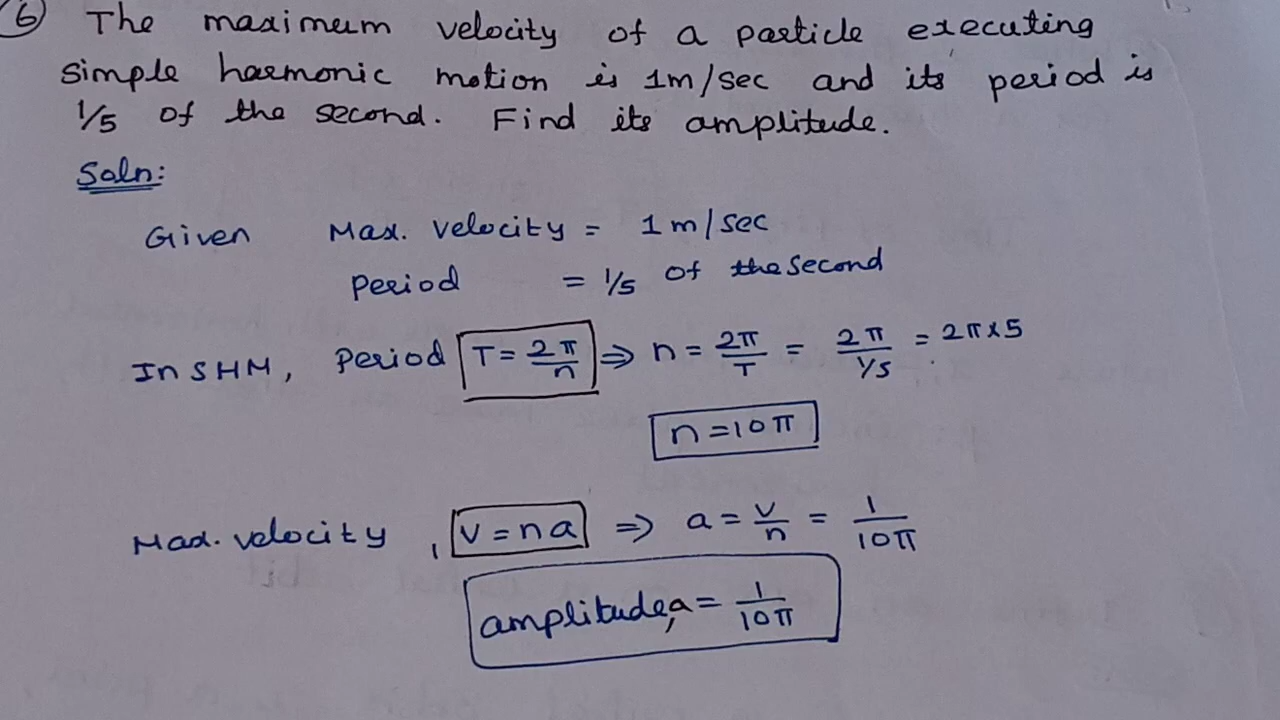 6) The maximum velocity of a particle executing
simple harmonic motion is 1m/sec and its period is
1/5 of the second. Find its amplitude.
Soln:
Given Max. velocity = 1m/sec
Period = 1/5 of the second
In SHM, Period T = 2π/n ⇒ n = 2π/T = 2π/1/5 = 2π×5
n = 10π
Max. velocity, v = na ⇒ a = v/n = 1/10π
amplitude, a = 1/10π